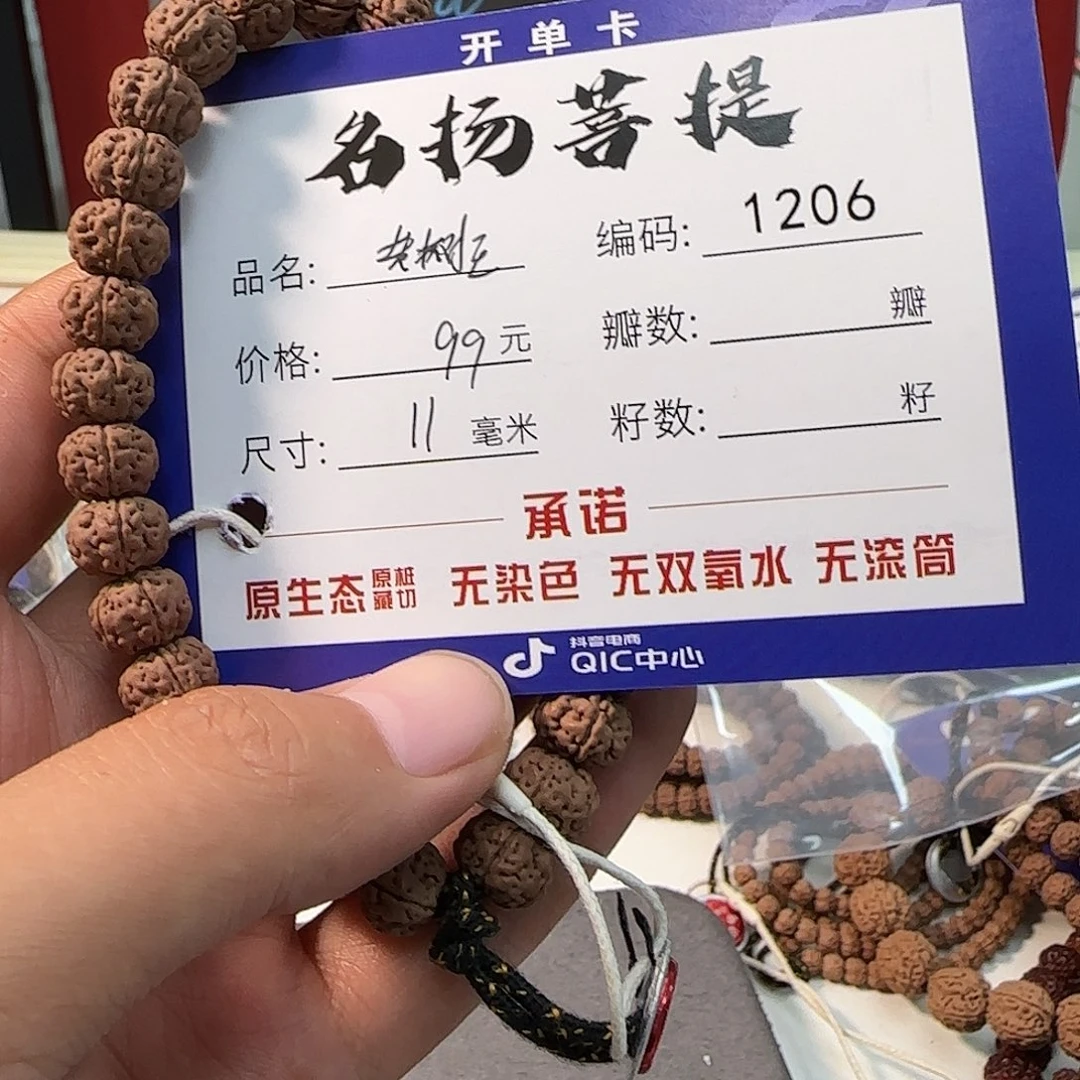 开单卡
名扬菩提
品名: 老桩
编码: 1206
价格: 99元
瓣数: 瓣
尺寸: 11毫米
籽数: 籽
承诺
原生态 原桩藏切 无染色 无双氧水 无滚筒
抖音电商
QIC中心